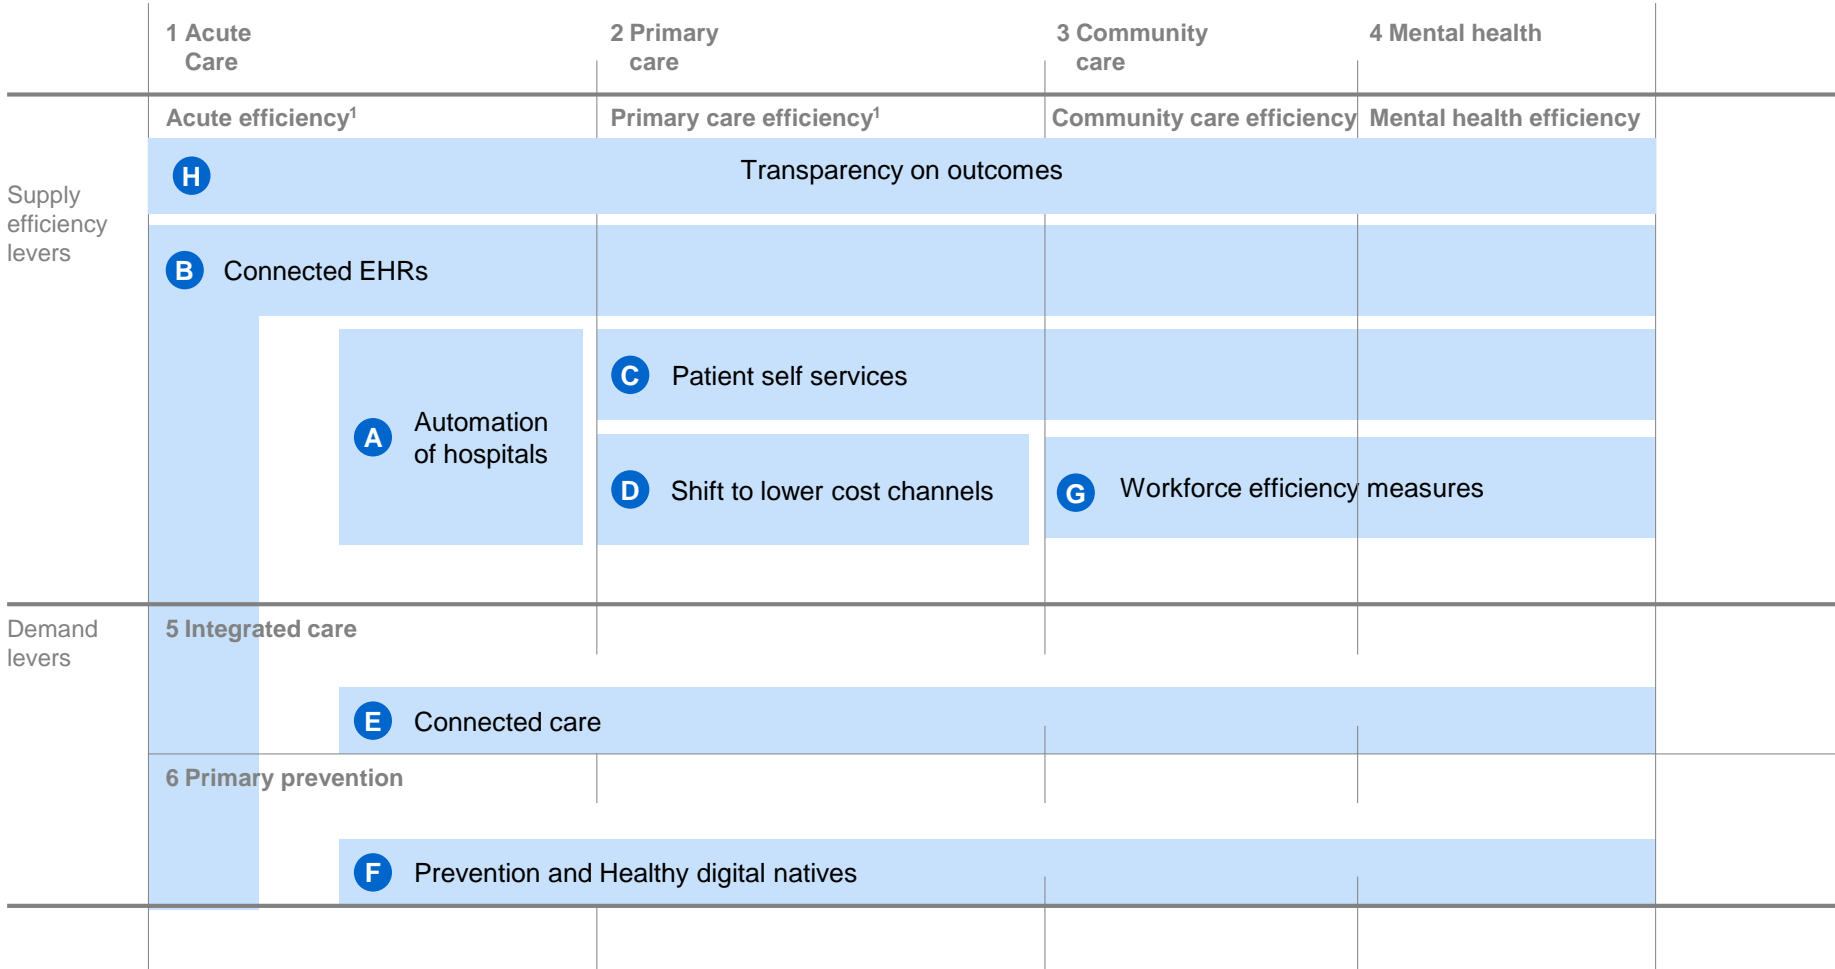 1 Acute
Care
2 Primary
care
3 Community
care
4 Mental health
Acute efficiency¹
Primary care efficiency¹
Community care efficiency
Mental health efficiency
Supply
efficiency
levers
H
Transparency on outcomes
B
Connected EHRs
A
Automation
of hospitals
C
Patient self services
D
Shift to lower cost channels
G
Workforce efficiency measures
Demand
levers
5 Integrated care
E
Connected care
6 Primary prevention
F
Prevention and Healthy digital natives